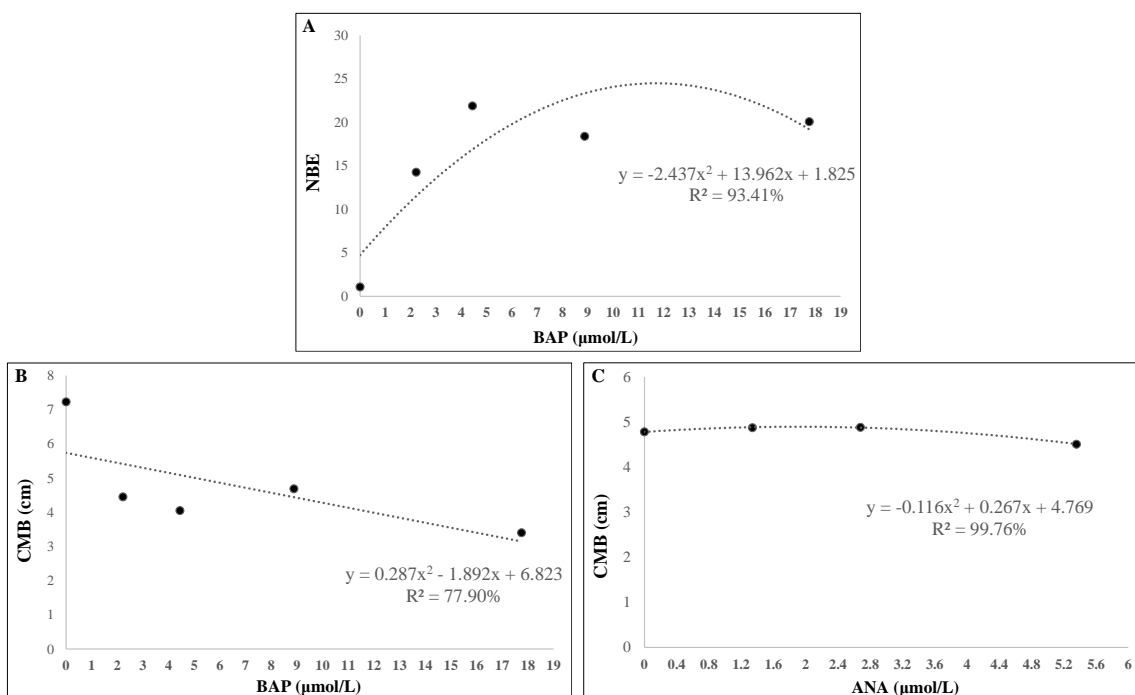 A
30
25
20
15
10
5
0
NBE
y = -2.437x² + 13.962x + 1.825
R² = 93.41%
0 1 2 3 4 5 6 7 8 9 10 11 12 13 14 15 16 17 18 19
BAP (µmol/L)
B
8
7
6
5
4
3
2
1
0
CMB (cm)
y = 0.287x² - 1.892x + 6.823
R² = 77.90%
0 1 2 3 4 5 6 7 8 9 10 11 12 13 14 15 16 17 18 19
BAP (µmol/L)
C
6
5
4
3
2
1
0
CMB (cm)
y = -0.116x² + 0.267x + 4.769
R² = 99.76%
0 0.4 0.8 1.2 1.6 2 2.4 2.8 3.2 3.6 4 4.4 4.8 5.2 5.6 6
ANA (µmol/L)